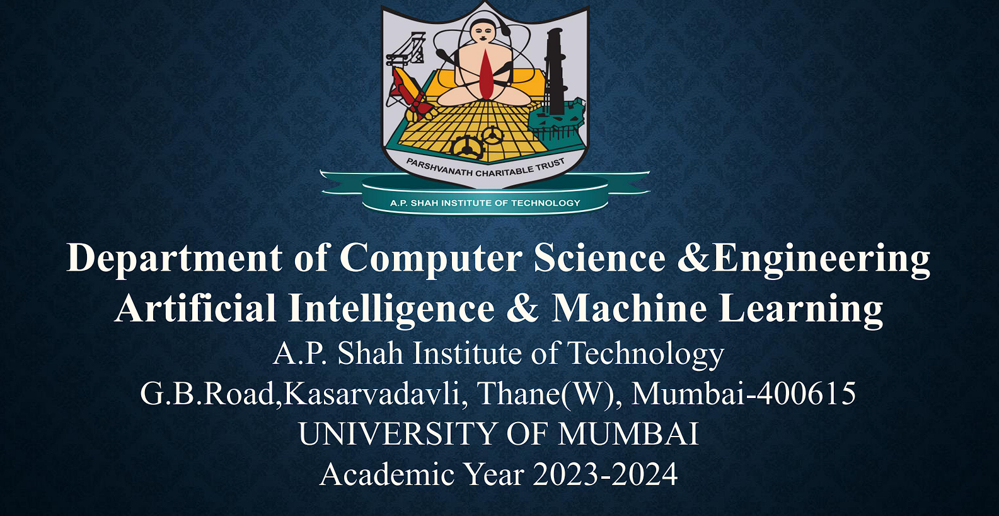 PARSHVANATH CHARITABLE TRUST
A.P. SHAH INSTITUTE OF TECHNOLOGY
Department of Computer Science &Engineering
Artificial Intelligence & Machine Learning
A.P. Shah Institute of Technology
G.B.Road,Kasarvadavli, Thane(W), Mumbai-400615
UNIVERSITY OF MUMBAI
Academic Year 2023-2024